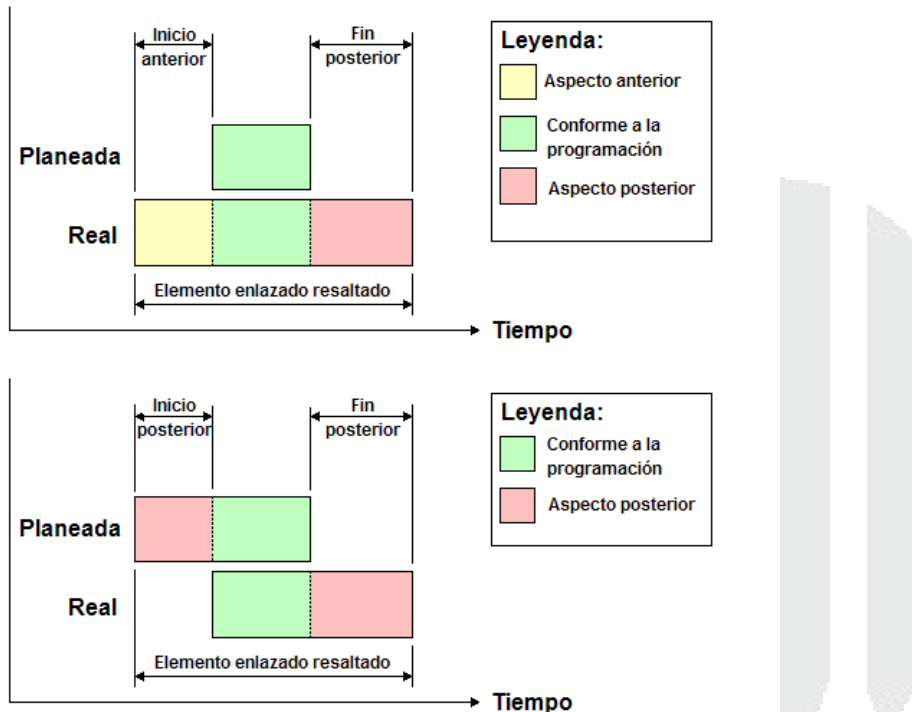 Inicio
anterior
Fin
posterior
Planeada
Real
Elemento enlazado resaltado
Tiempo
Leyenda:
Aspecto anterior
Conforme a la
programación
Aspecto posterior
Inicio
posterior
Fin
posterior
Planeada
Real
Elemento enlazado resaltado
Tiempo
Leyenda:
Conforme a la
programación
Aspecto posterior